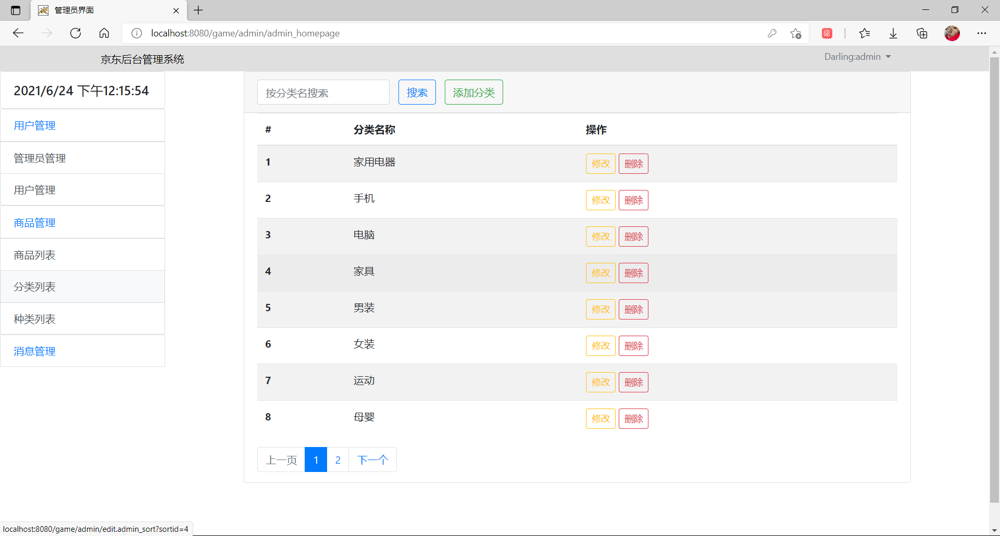 管理员界面
localhost:8080/game/admin/admin_homepage
惠
京东后台管理系统
Darling:admin
2021/6/24 下午12:15:54
用户管理
管理员管理
用户管理
商品管理
商品列表
分类列表
种类列表
消息管理
按分类名搜索 搜索 添加分类
# 分类名称 操作
1 家用电器 修改 删除
2 手机 修改 删除
3 电脑 修改 删除
4 家具 修改 删除
5 男装 修改 删除
6 女装 修改 删除
7 运动 修改 删除
8 母婴 修改 删除
上一页 1 2 下一个
localhost:8080/game/admin/edit.admin_sort?sortid=4